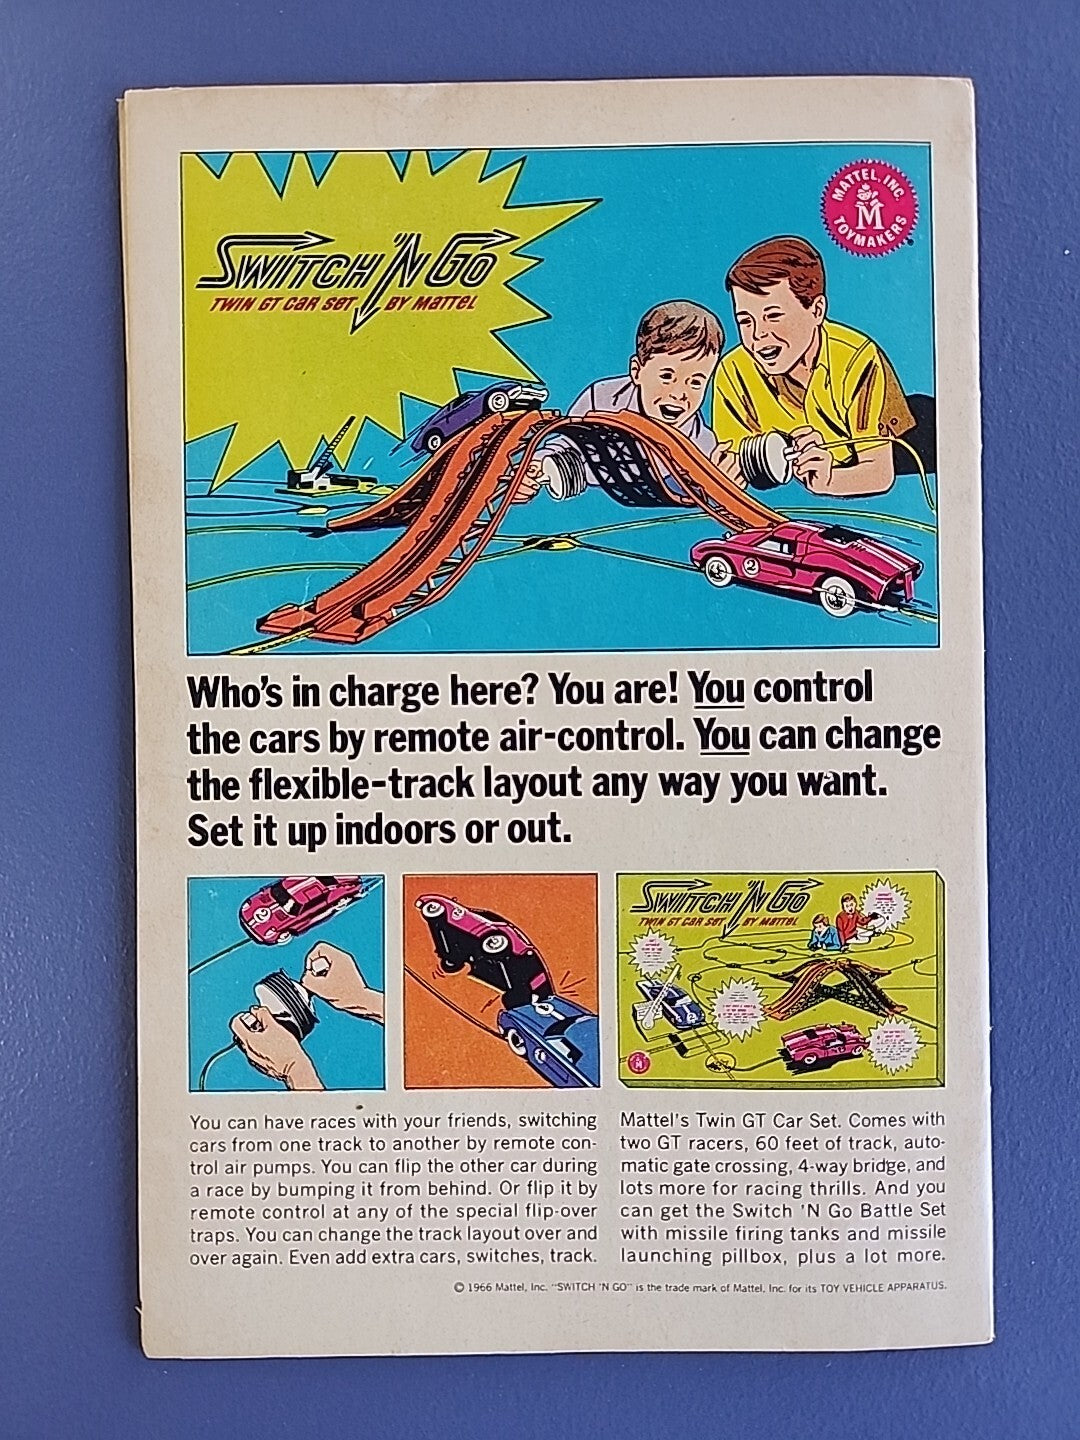 MATTEL, INC.
M
TOYMAKERS
SWITCH 'N GO
TWIN GT CAR SET BY MATTEL
2
Who's in charge here? You are! You control
the cars by remote air-control. You can change
the flexible-track layout any way you want.
Set it up indoors or out.
2
2
SWITCH 'N GO
TWIN GT CAR SET BY MATTEL
M
You can have races with your friends, switching
cars from one track to another by remote con-
trol air pumps. You can flip the other car during
a race by bumping it from behind. Or flip it by
remote control at any of the special flip-over
traps. You can change the track layout over and
over again. Even add extra cars, switches, track.
Mattel's Twin GT Car Set. Comes with
two GT racers, 60 feet of track, auto-
matic gate crossing, 4-way bridge, and
lots more for racing thrills. And you
can get the Switch 'N Go Battle Set
with missile firing tanks and missile
launching pillbox, plus a lot more.
© 1966 Mattel, Inc. "SWITCH 'N GO" is the trade mark of Mattel, Inc. for its TOY VEHICLE APPARATUS.